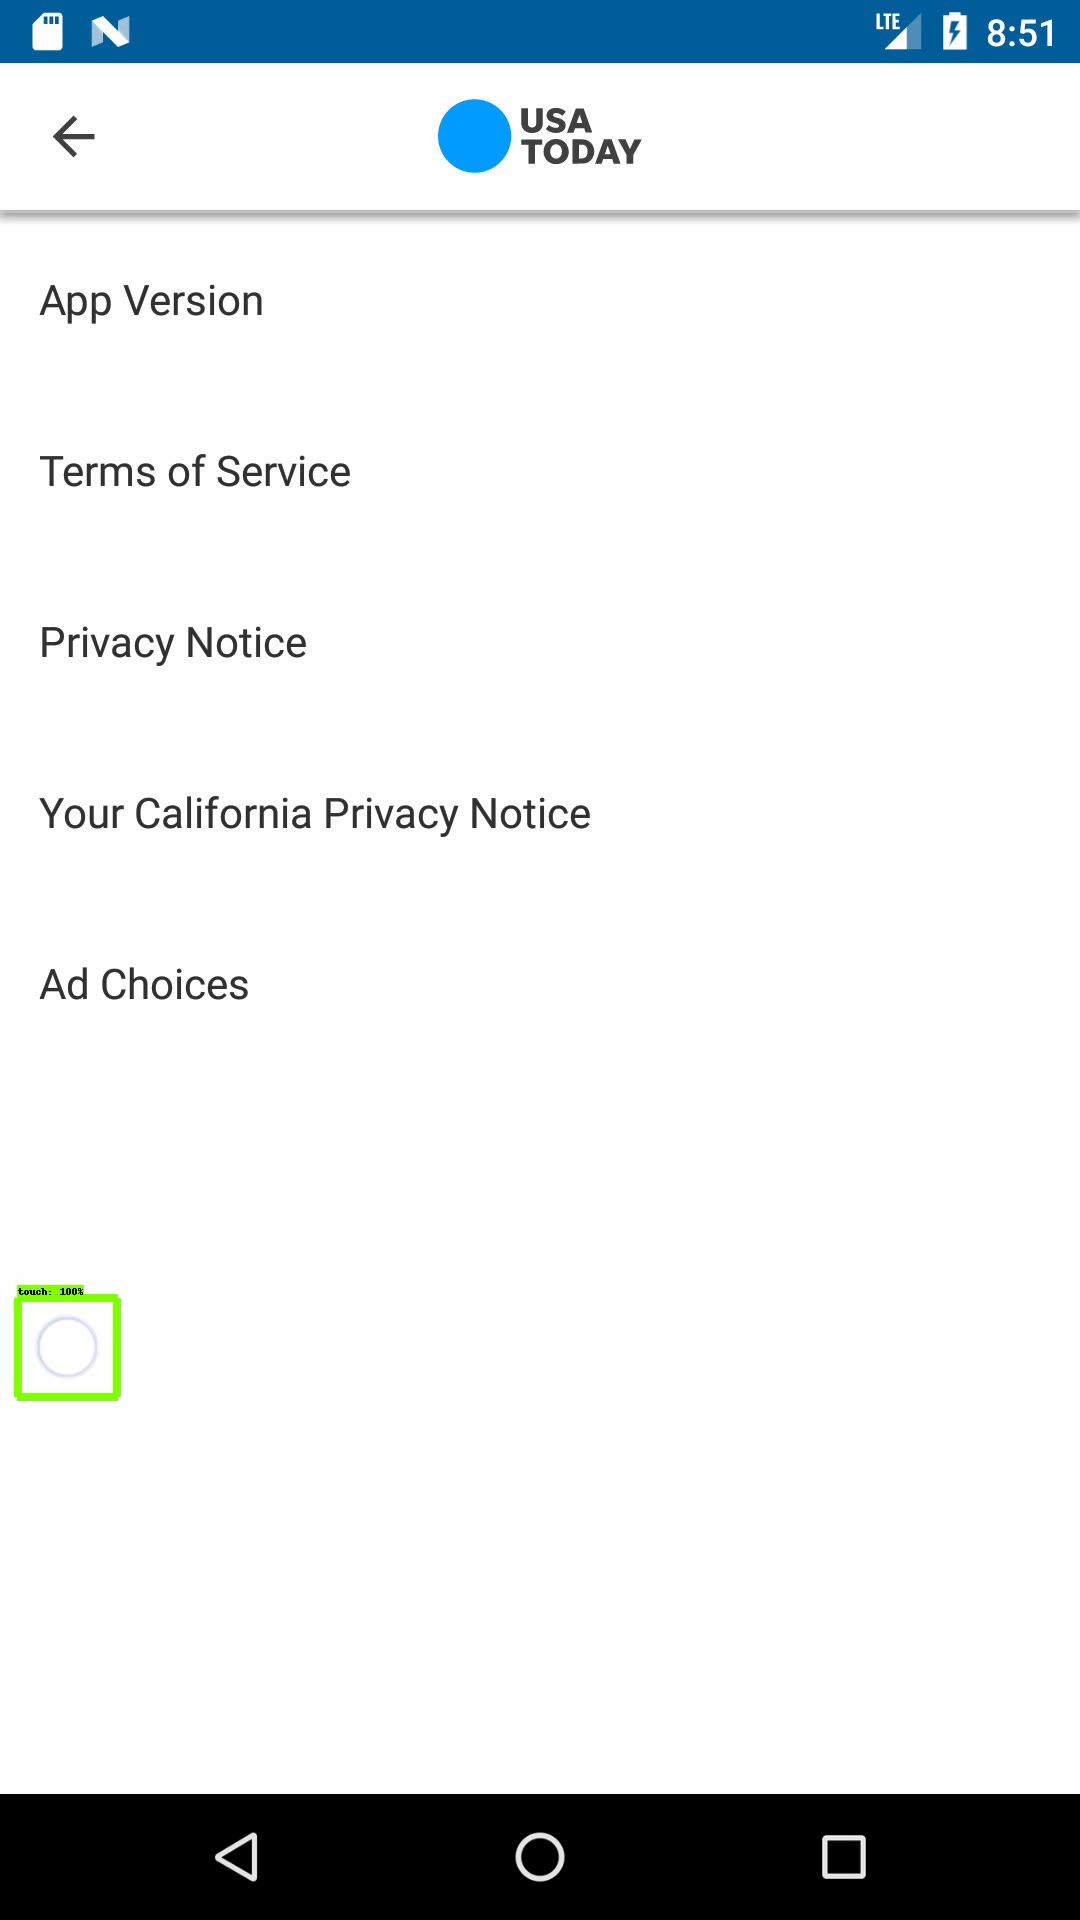 LTE 8:51
USA
TODAY
App Version
Terms of Service
Privacy Notice
Your California Privacy Notice
Ad Choices
touch: 100%